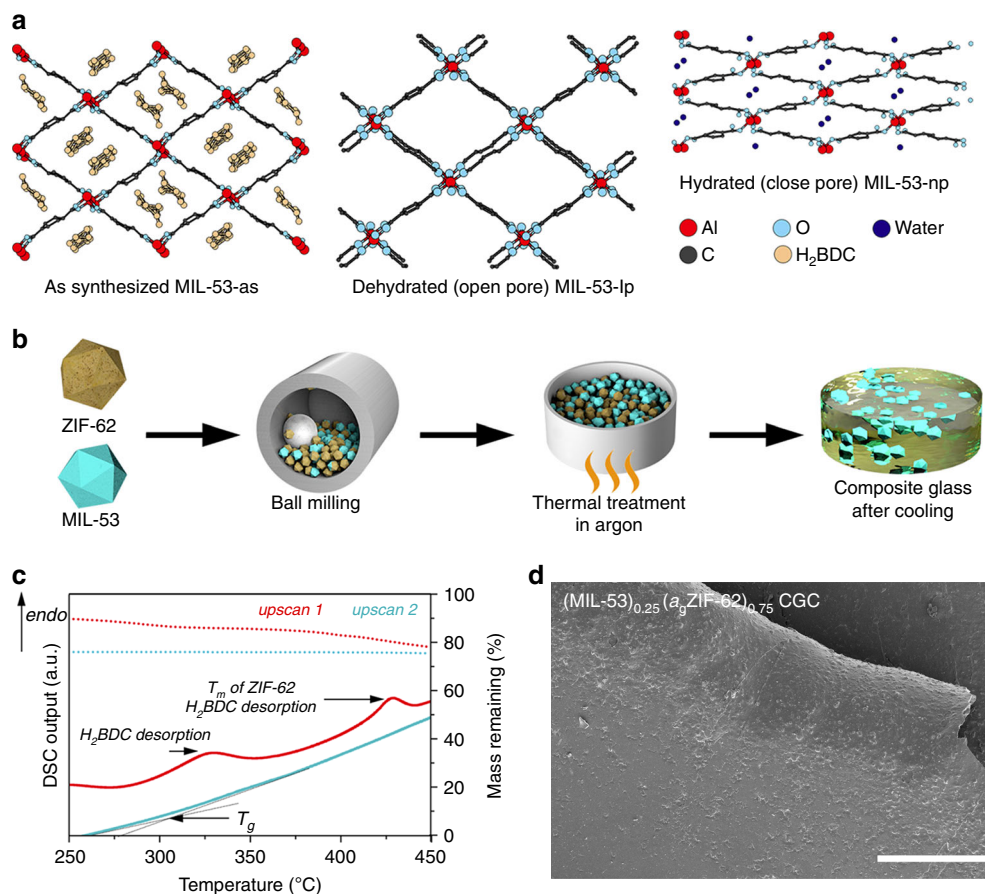 a
As synthesized MIL-53-as
Dehydrated (open pore) MIL-53-lp
Hydrated (close pore) MIL-53-np
Al
O
Water
C
H₂BDC
b
ZIF-62
MIL-53
Ball milling
Thermal treatment
in argon
Composite glass
after cooling
c
endo
upscan 1
upscan 2
Tm of ZIF-62
H₂BDC desorption
H₂BDC desorption
Tg
DSC output (a.u.)
100
80
60
40
20
0
Mass remaining (%)
250
300
350
400
450
Temperature (°C)
d
(MIL-53)0.25(agZIF-62)0.75 CGC